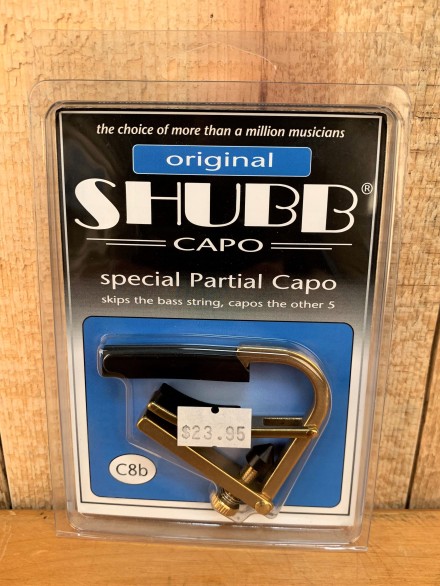 the choice of more than a million musicians
original
SHUBB®
CAPO
special Partial Capo
skips the bass string, capos the other 5
$23.95
C8b